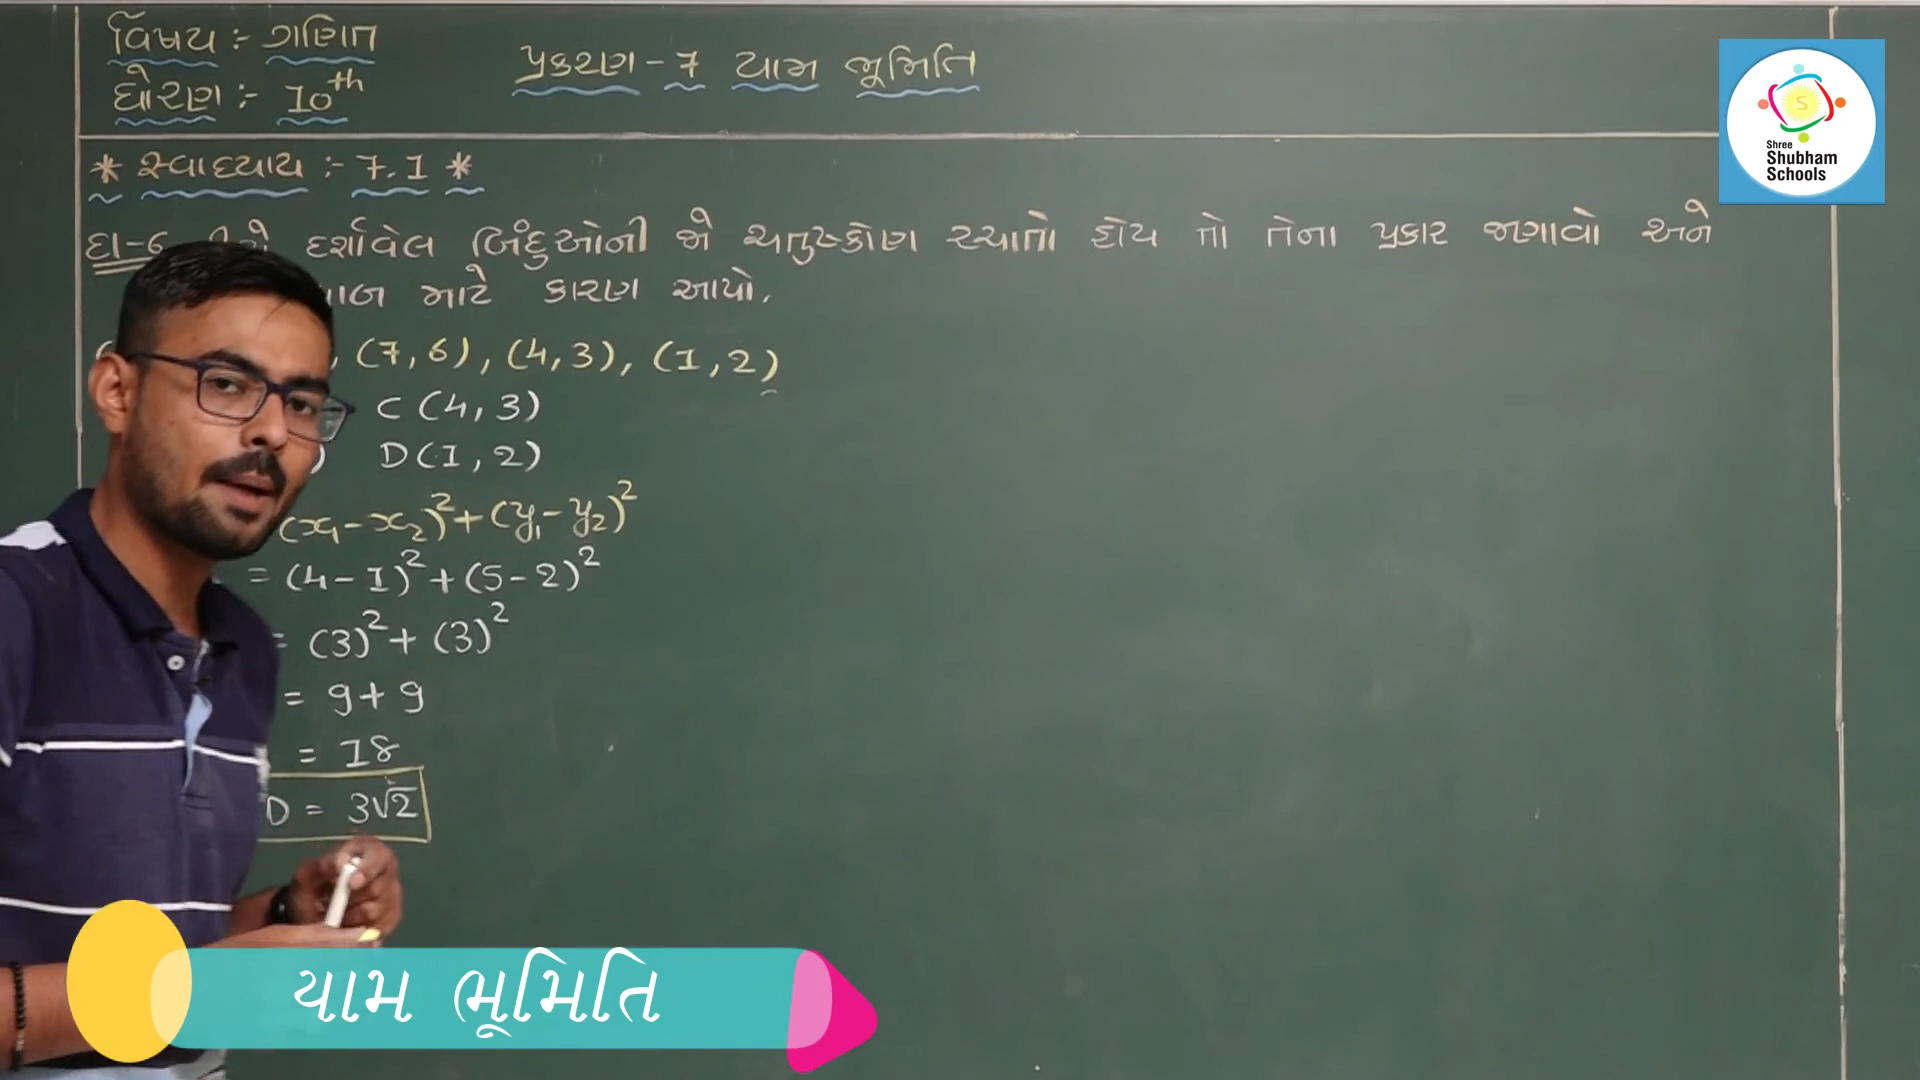 વિષય :- ગણિત
ધોરણ :- 10th
પ્રકરણ - 7 યામ ભૂમિતિ
Shree
Shubham
Schools
* સ્વાધ્યાય :- 7.1 *
દા-6 દર્શાવેલ બિંદુઓની જો ચતુષ્કોણ રચાતો હોય તો તેના પ્રકાર જણાવો અને
માટે કારણ આપો.
, (7,6), (4,3), (1,2)
C (4,3)
) D(1,2)
(x1-x2)²+(y1-y2)²
= (4-1)²+(5-2)²
= (3)²+(3)²
= 9+9
= 18
D = 3√2
યામ ભૂમિતિ